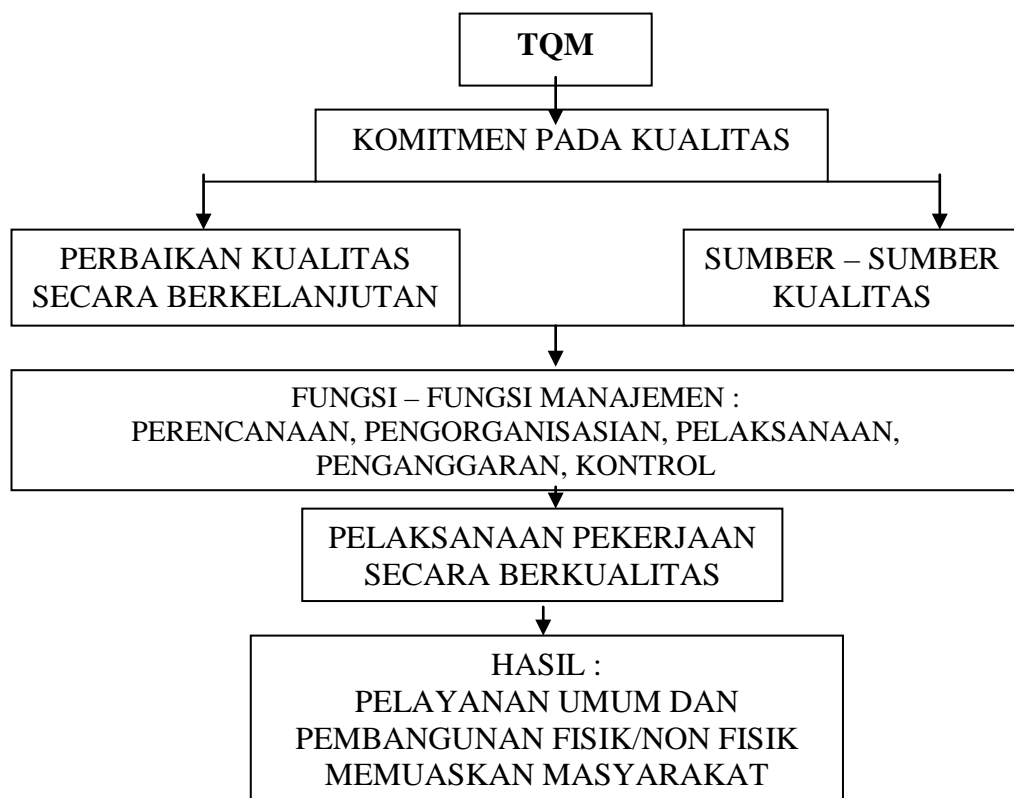 TQM
KOMITMEN PADA KUALITAS
PERBAIKAN KUALITAS
SECARA BERKELANJUTAN
SUMBER – SUMBER
KUALITAS
FUNGSI – FUNGSI MANAJEMEN :
PERENCANAAN, PENGORGANISASIAN, PELAKSANAAN,
PENGANGGARAN, KONTROL
PELAKSANAAN PEKERJAAN
SECARA BERKUALITAS
HASIL :
PELAYANAN UMUM DAN
PEMBANGUNAN FISIK/NON FISIK
MEMUASKAN MASYARAKAT